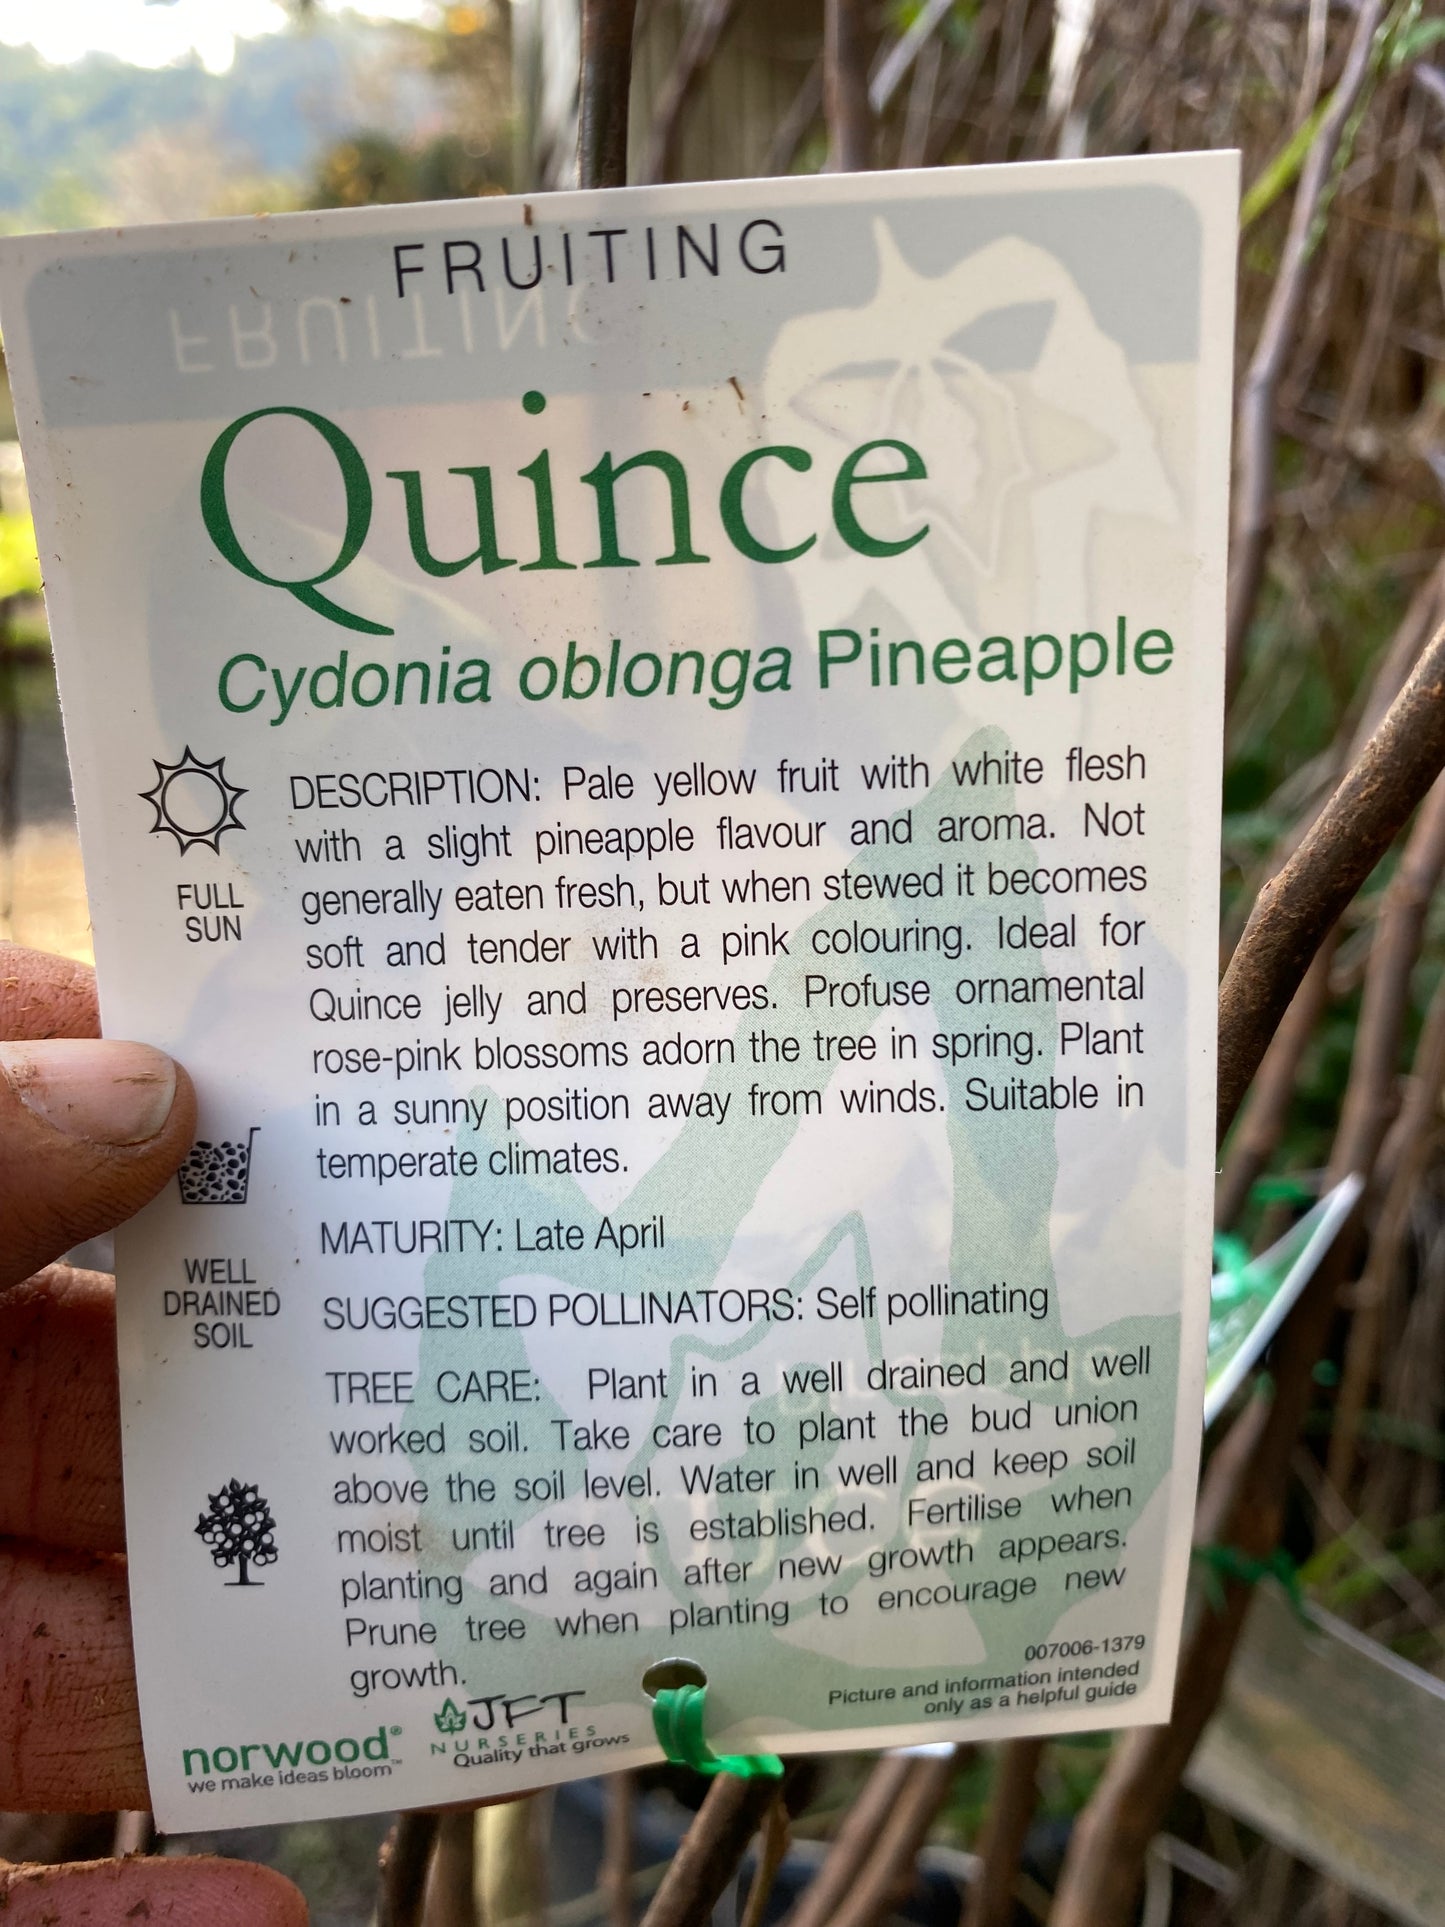 FRUITING
Quince
Cydonia oblonga Pineapple
FULL
SUN
DESCRIPTION: Pale yellow fruit with white flesh
with a slight pineapple flavour and aroma. Not
generally eaten fresh, but when stewed it becomes
soft and tender with a pink colouring. Ideal for
Quince jelly and preserves. Profuse ornamental
rose-pink blossoms adorn the tree in spring. Plant
in a sunny position away from winds. Suitable in
temperate climates.
WELL
DRAINED
SOIL
MATURITY: Late April
SUGGESTED POLLINATORS: Self pollinating
TREE CARE: Plant in a well drained and well
worked soil. Take care to plant the bud union
above the soil level. Water in well and keep soil
moist until tree is established. Fertilise when
planting and again after new growth appears.
Prune tree when planting to encourage new
growth.
007006-1379
Picture and information intended
only as a helpful guide
norwood®
we make ideas bloom™
JFT
NURSERIES
Quality that grows